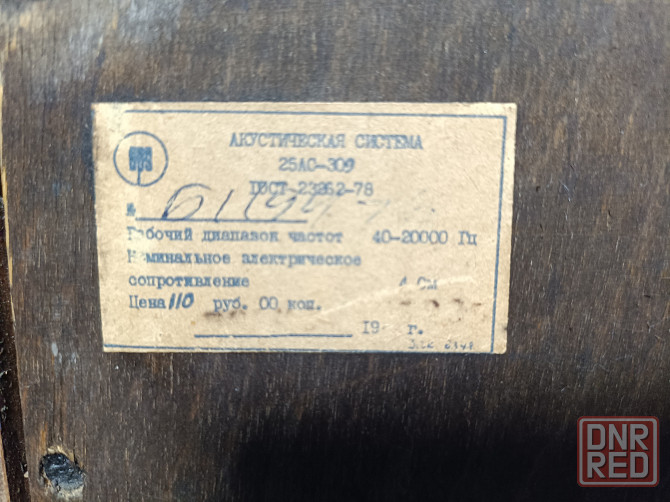 АКУСТИЧЕСКАЯ СИСТЕМА
25АС-309
ГОСТ-23262-78
№
Рабочий диапазон частот 40-20000 Гц
Номинальное электрическое
сопротивление 4 Ом
Цена 110 руб. 00 коп.
19 г.
DNR
RED